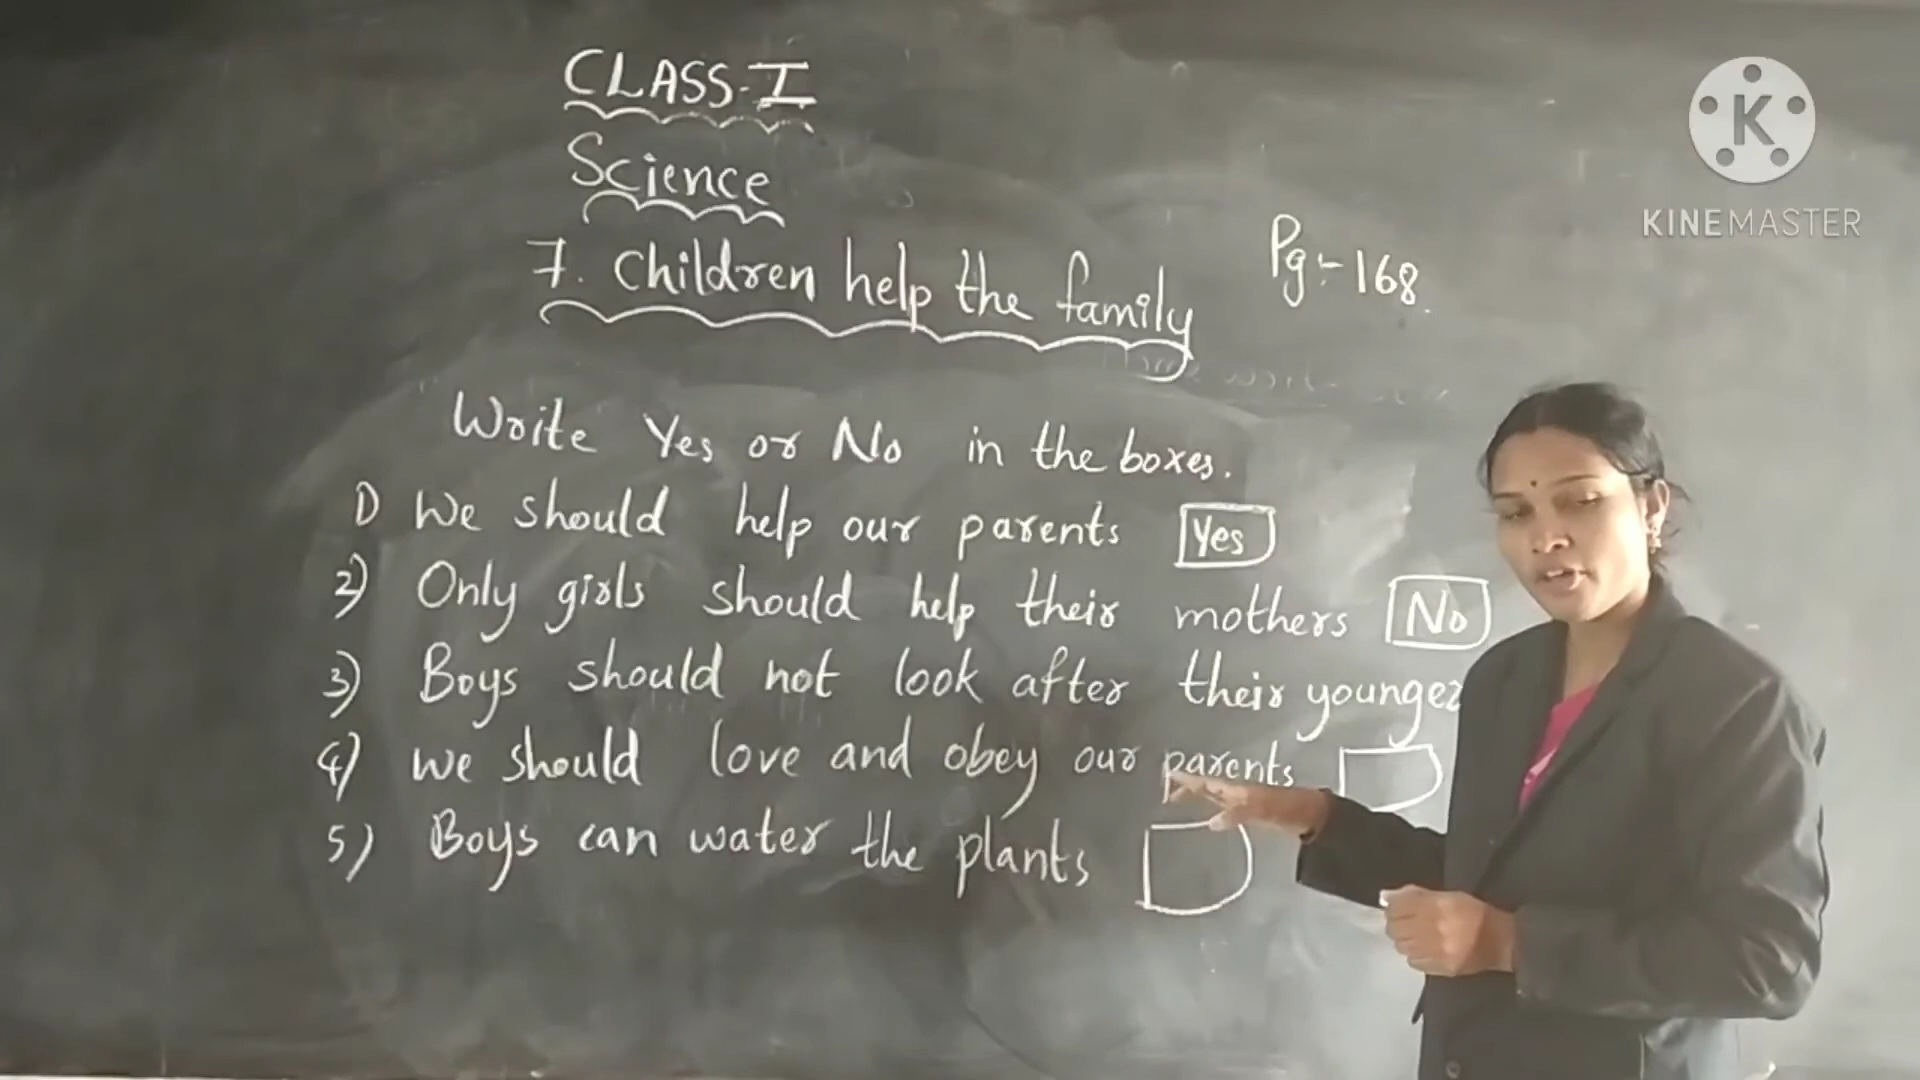 CLASS-I
Science
7. Children help the family
Pg:-168
Write Yes or No in the boxes.
1) We should help our parents Yes
2) Only girls should help their mothers No
3) Boys should not look after their younger
4) we should love and obey our parents
5) Boys can water the plants
K
KINEMASTER